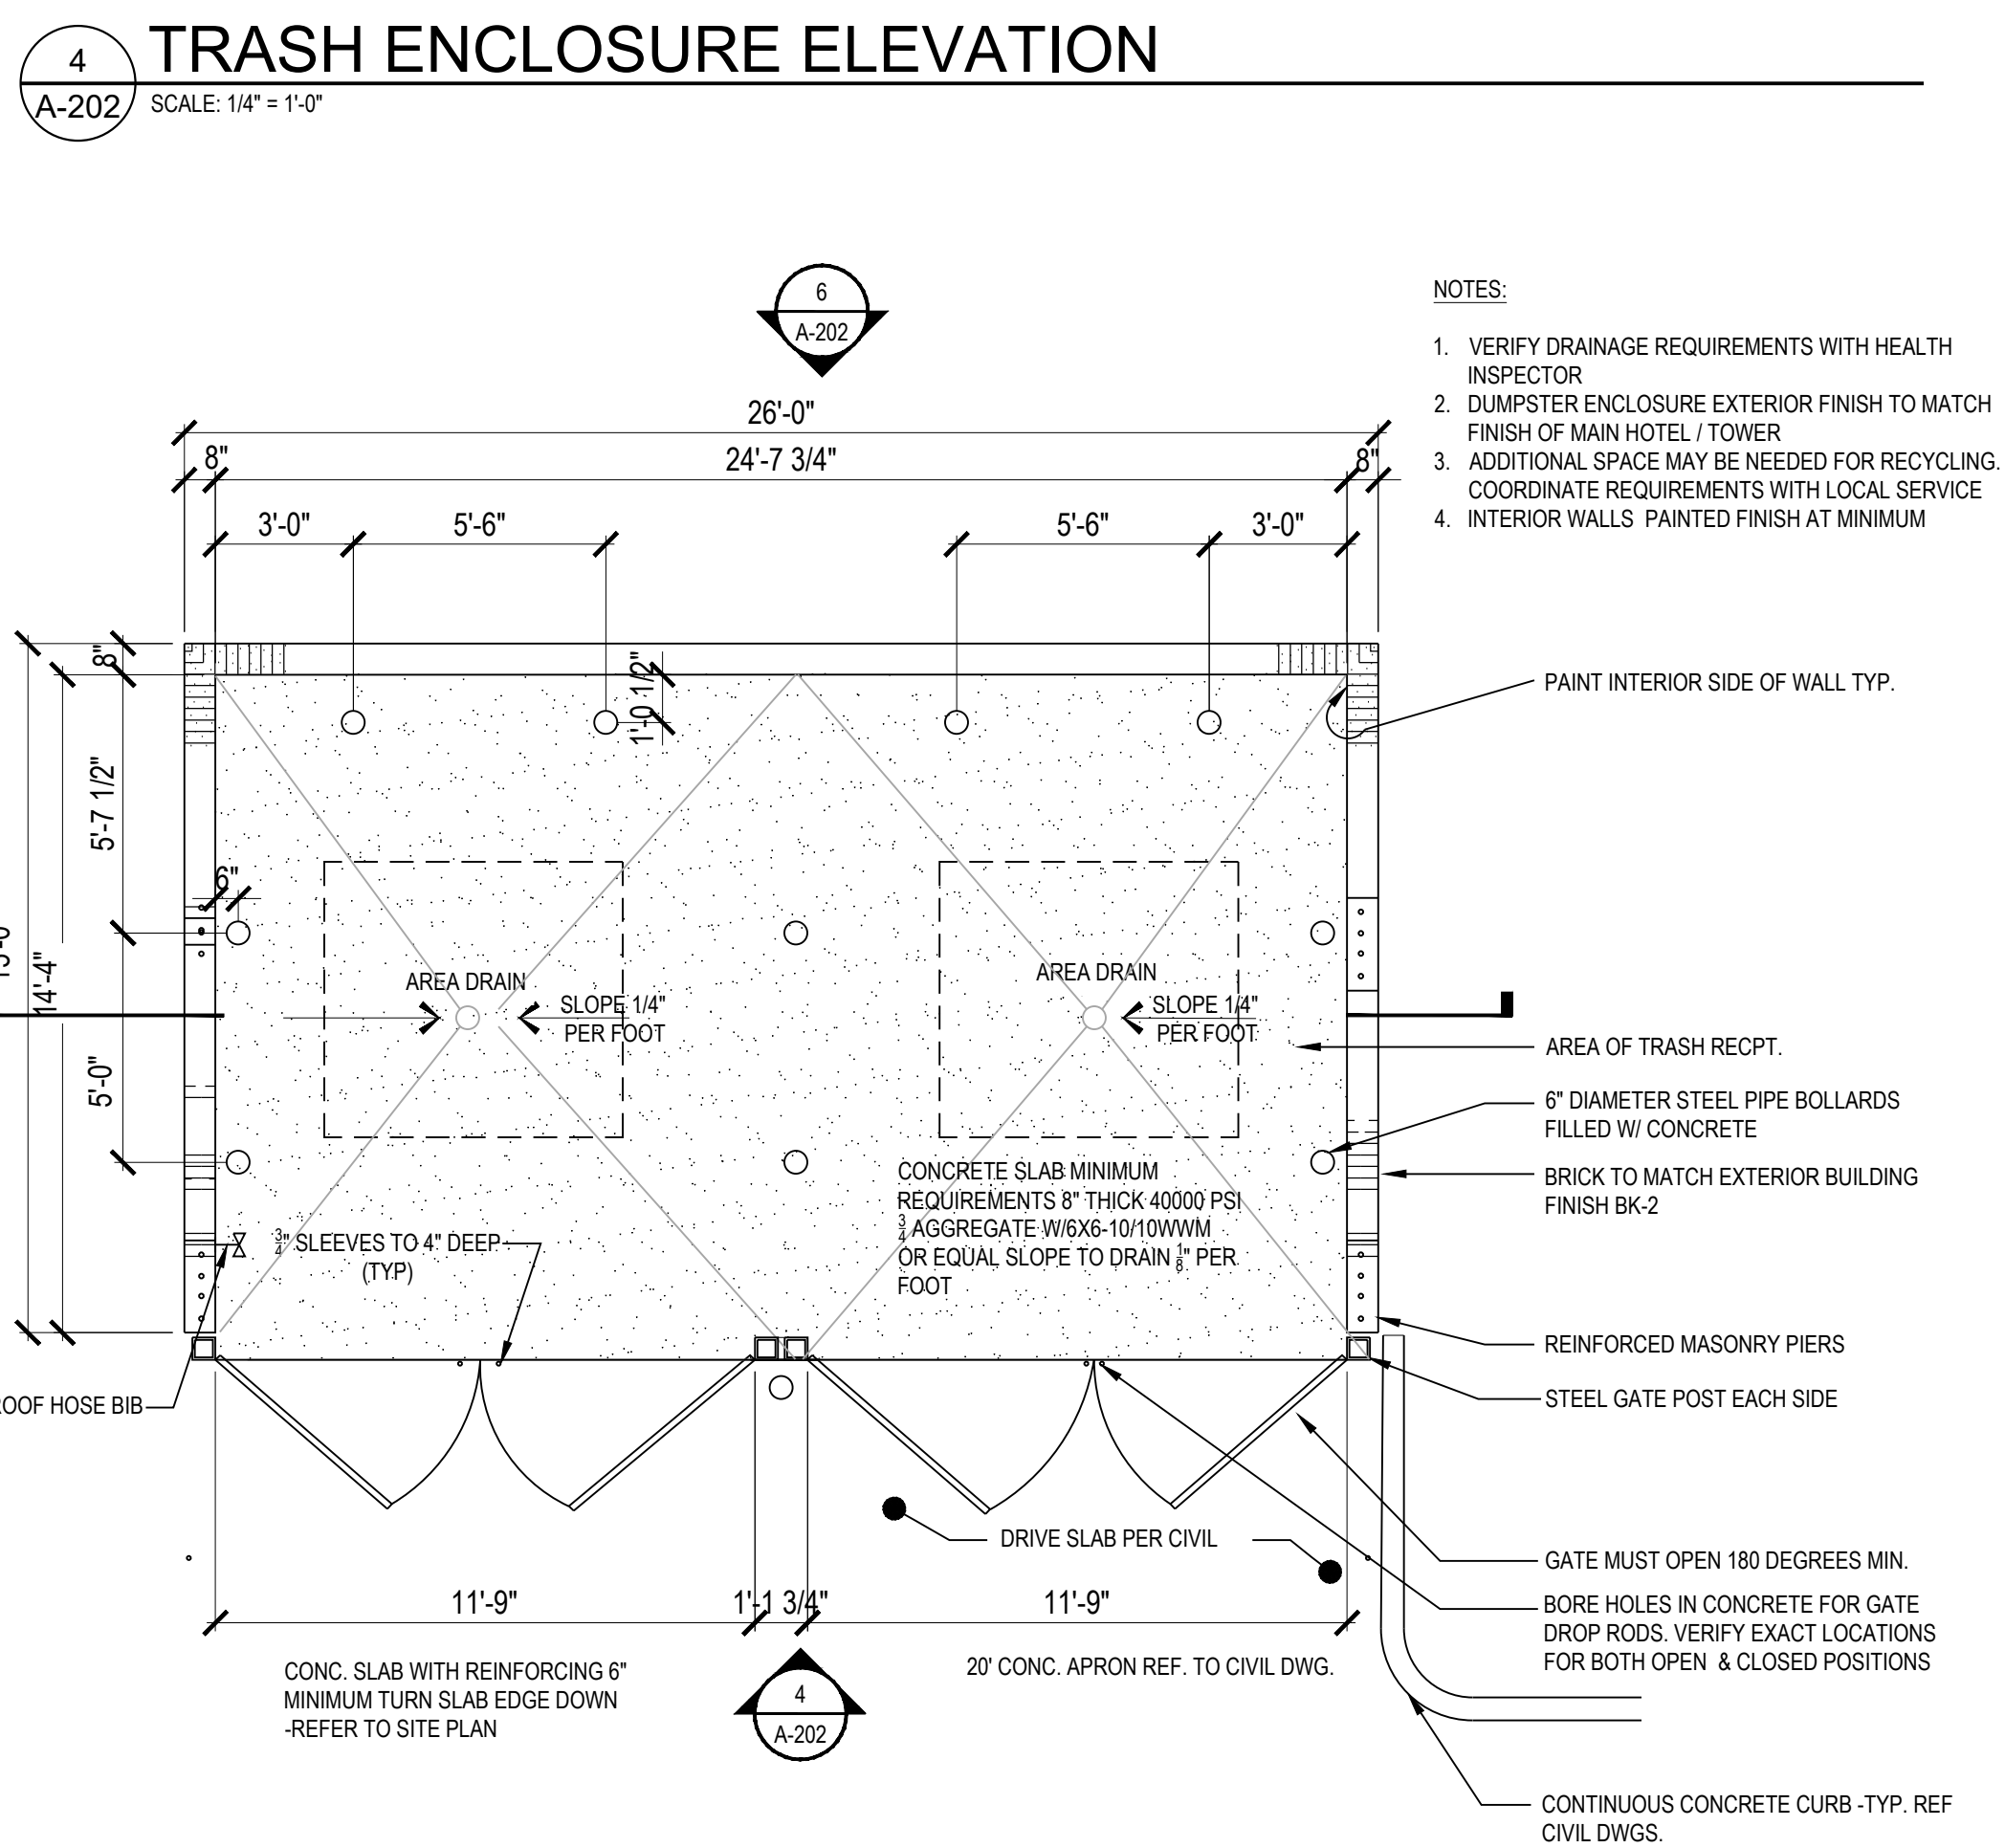 4
A-202
TRASH ENCLOSURE ELEVATION
SCALE: 1/4" = 1'-0"
6
A-202
NOTES:
1. VERIFY DRAINAGE REQUIREMENTS WITH HEALTH
INSPECTOR
2. DUMPSTER ENCLOSURE EXTERIOR FINISH TO MATCH
FINISH OF MAIN HOTEL / TOWER
3. ADDITIONAL SPACE MAY BE NEEDED FOR RECYCLING.
COORDINATE REQUIREMENTS WITH LOCAL SERVICE
4. INTERIOR WALLS PAINTED FINISH AT MINIMUM
26'-0"
8"
24'-7 3/4"
8"
3'-0"
5'-6"
5'-6"
3'-0"
8"
1'-0 1/2"
PAINT INTERIOR SIDE OF WALL TYP.
5'-7 1/2"
6"
14'-4"
5'-0"
AREA DRAIN
SLOPE 1/4"
PER FOOT
AREA DRAIN
SLOPE 1/4"
PER FOOT
AREA OF TRASH RECPT.
6" DIAMETER STEEL PIPE BOLLARDS
FILLED W/ CONCRETE
BRICK TO MATCH EXTERIOR BUILDING
FINISH BK-2
CONCRETE SLAB MINIMUM
REQUIREMENTS 8" THICK 40000 PSI
3/4 AGGREGATE W/6X6-10/10WWM
OR EQUAL SLOPE TO DRAIN 1/8" PER
FOOT
3/4" SLEEVES TO 4" DEEP
(TYP)
REINFORCED MASONRY PIERS
STEEL GATE POST EACH SIDE
HOSE BIB
DRIVE SLAB PER CIVIL
GATE MUST OPEN 180 DEGREES MIN.
BORE HOLES IN CONCRETE FOR GATE
DROP RODS. VERIFY EXACT LOCATIONS
FOR BOTH OPEN & CLOSED POSITIONS
11'-9"
1'-1 3/4"
11'-9"
CONC. SLAB WITH REINFORCING 6"
MINIMUM TURN SLAB EDGE DOWN
-REFER TO SITE PLAN
4
A-202
20' CONC. APRON REF. TO CIVIL DWG.
CONTINUOUS CONCRETE CURB -TYP. REF
CIVIL DWGS.